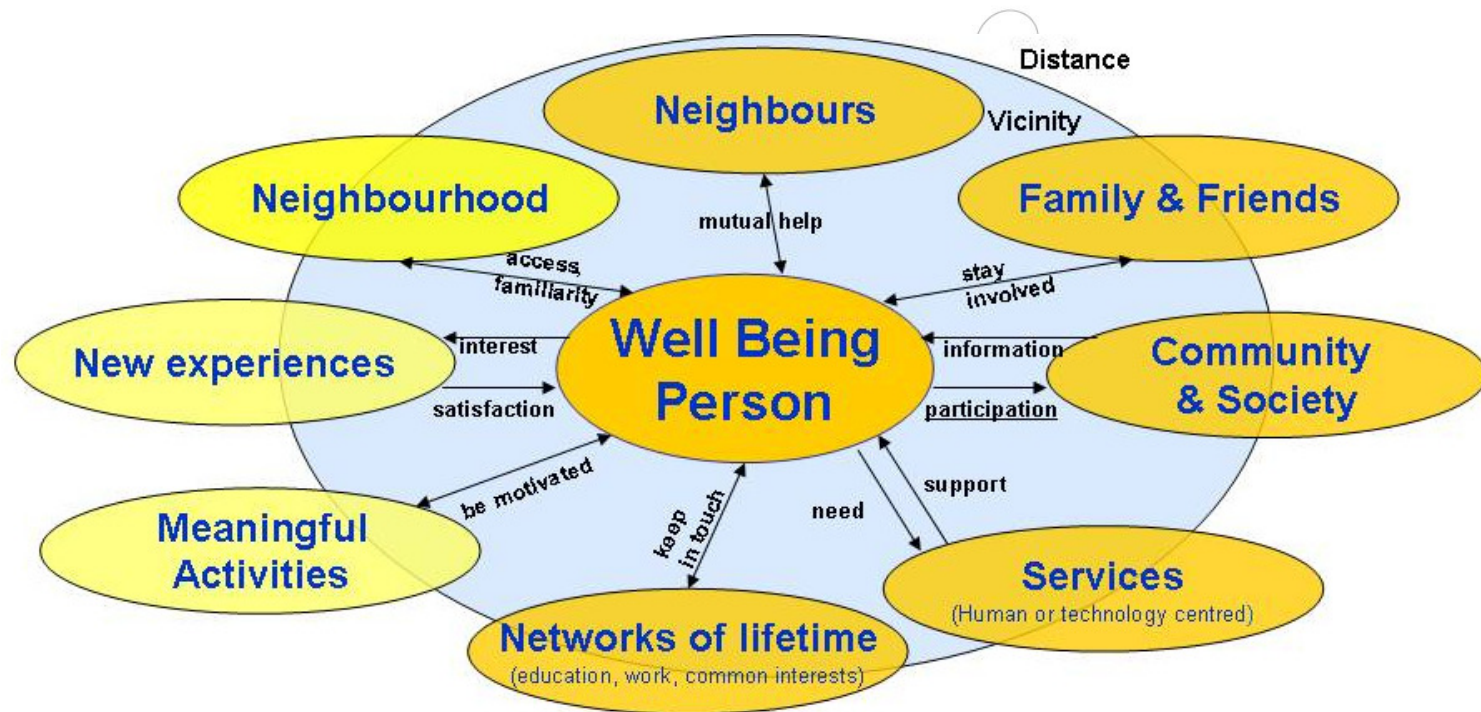 Distance
Neighbours
Vicinity
Neighbourhood
Family & Friends
mutual help
access,
familiarity
stay
involved
Well Being
Person
New experiences
interest
satisfaction
information
participation
Community
& Society
be motivated
Meaningful
Activities
keep
in touch
need
support
Services
(Human or technology centred)
Networks of lifetime
(education, work, common interests)